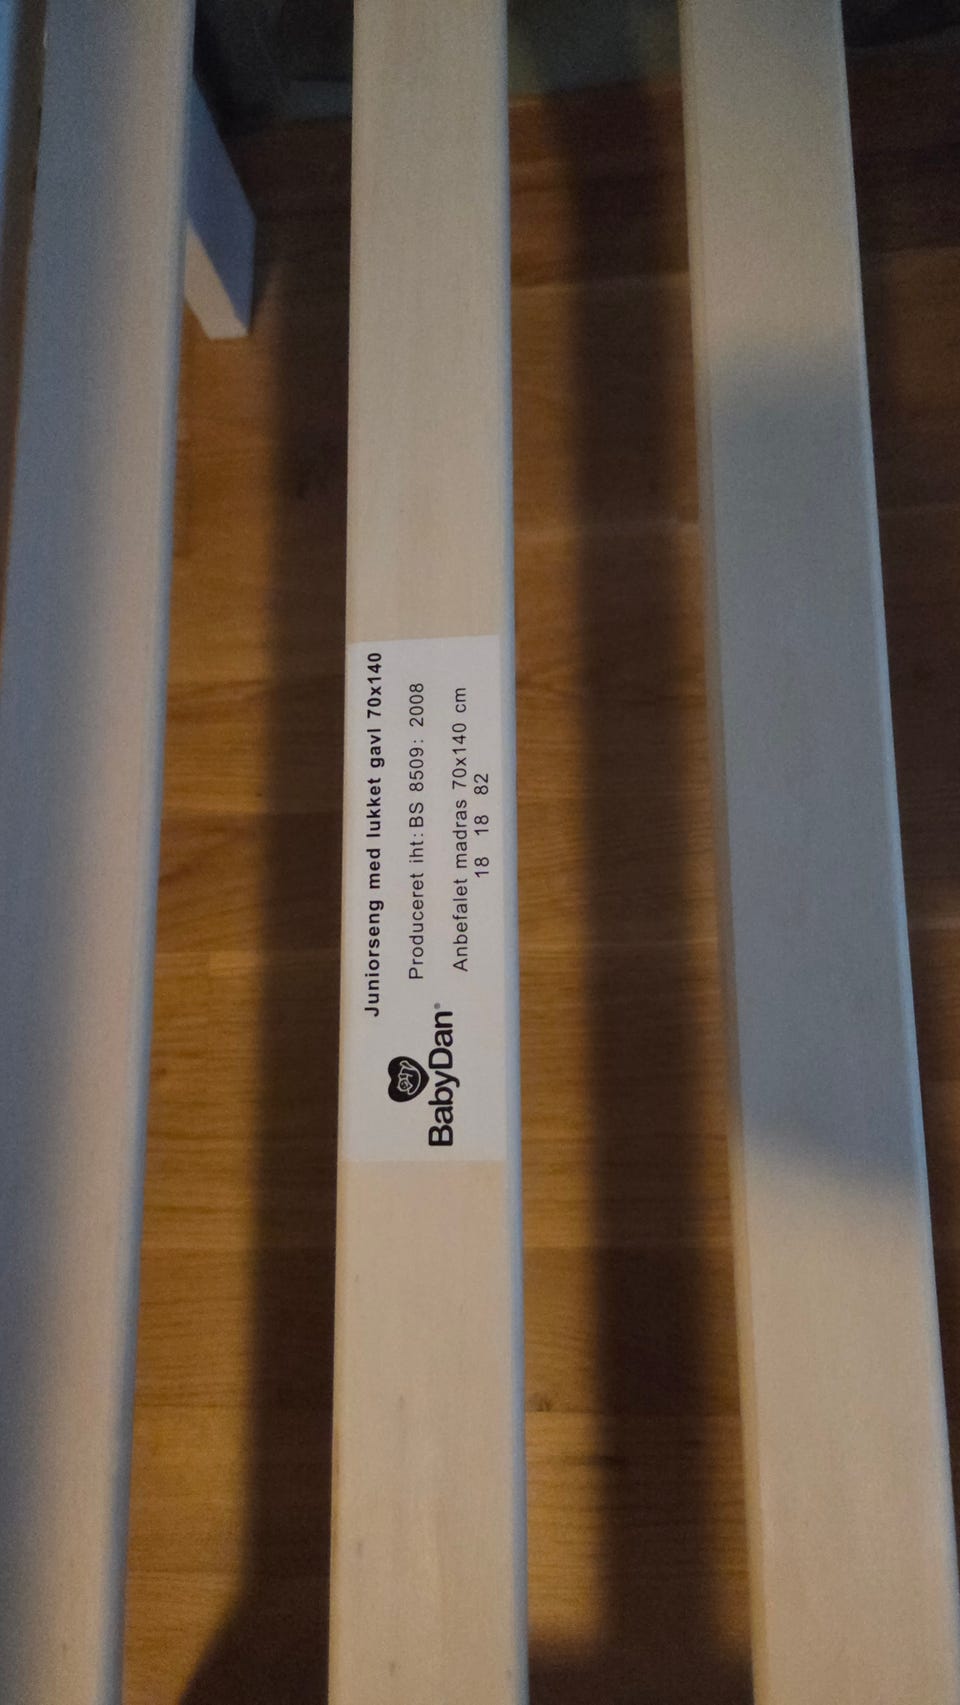 Juniorseng med lukket gavl 70x140
Produceret iht: BS 8509: 2008
Anbefalet madras 70x140 cm
18 18 82
BabyDan®